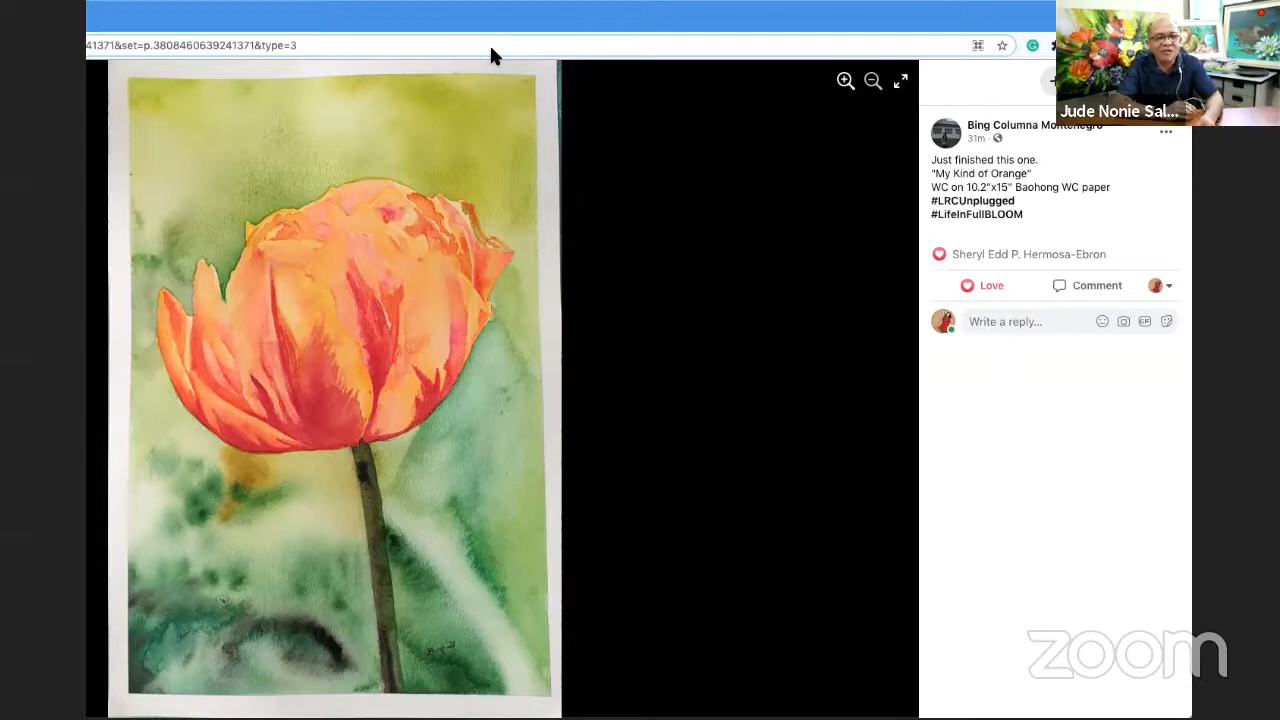 41371&set=p.3808460639241371&type=3
Jude Nonie Sal...
Bing Columna Montenegro
31m ·
Just finished this one.
"My Kind of Orange"
WC on 10.2"x15" Baohong WC paper
#LRCUnplugged
#LifeInFullBLOOM
Sheryl Edd P. Hermosa-Ebron
Love Comment
Write a reply...
GIF
zoom